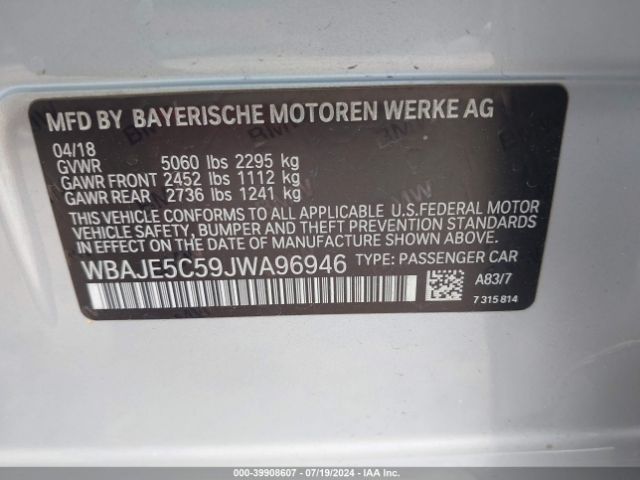 MFD BY BAYERISCHE MOTOREN WERKE AG
04/18
GVWR 5060 lbs 2295 kg
GAWR FRONT 2452 lbs 1112 kg
GAWR REAR 2736 lbs 1241 kg
THIS VEHICLE CONFORMS TO ALL APPLICABLE U.S.FEDERAL MOTOR
VEHICLE SAFETY, BUMPER AND THEFT PREVENTION STANDARDS
IN EFFECT ON THE DATE OF MANUFACTURE SHOWN ABOVE.
WBAJE5C59JWA96946 TYPE: PASSENGER CAR
A83/7
7 315 814
000-39908607 / 07/19/2024 - IAAI.COM